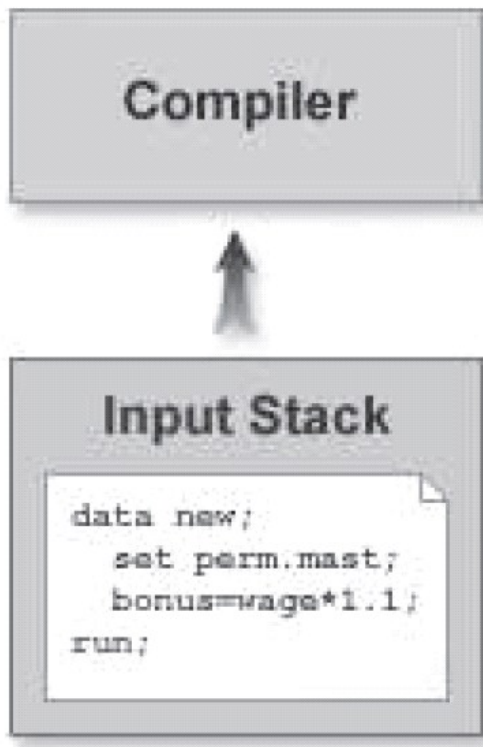 Compiler
Input Stack
data new;
set perm.mast;
bonus=wage*1.1;
run;